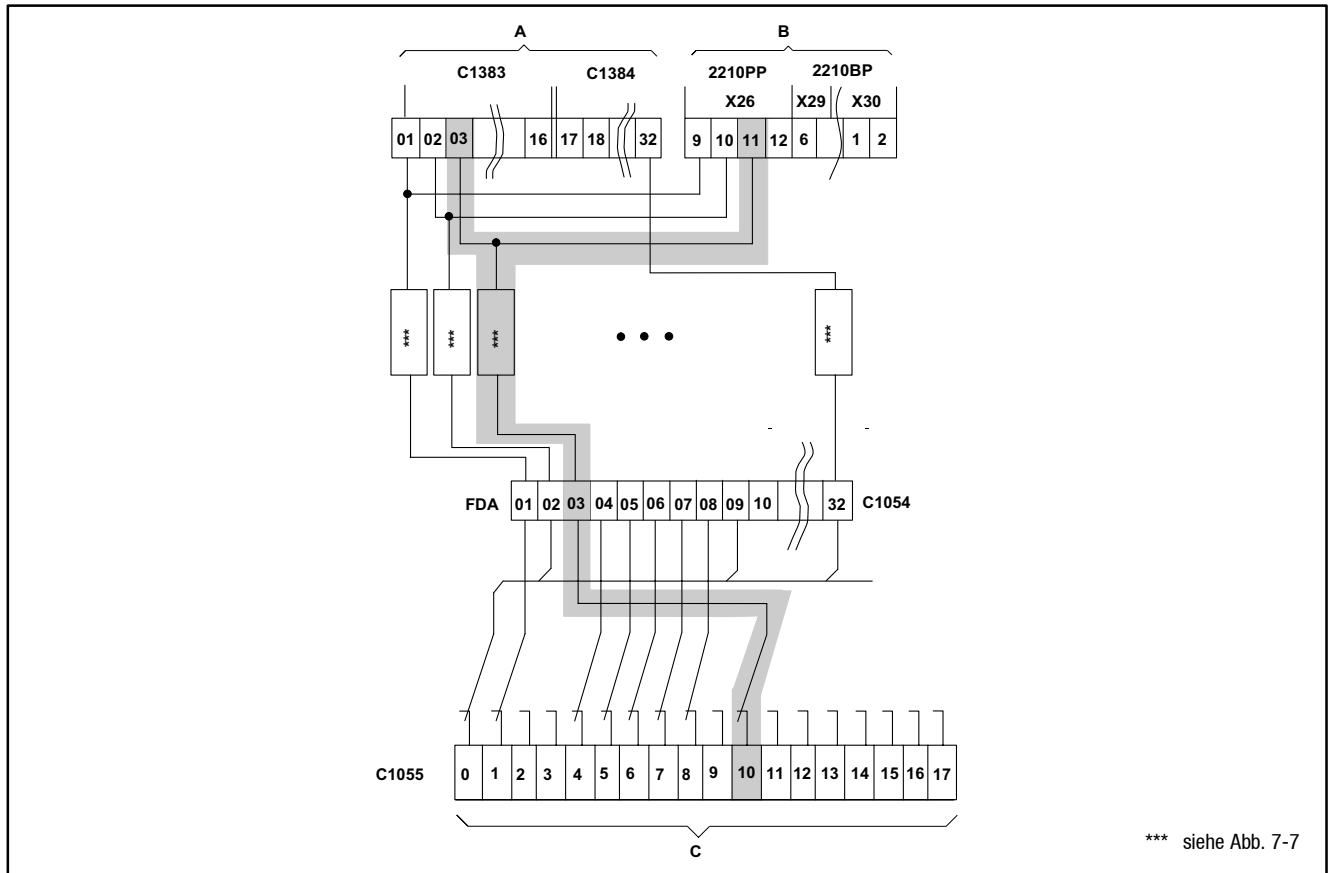 A B
C1383 C1384 2210PP 2210BP
X26 X29 X30
01 02 03 16 17 18 32 9 10 11 12 6 1 2
*** *** *** ***
FDA 01 02 03 04 05 06 07 08 09 10 32 C1054
C1055 0 1 2 3 4 5 6 7 8 9 10 11 12 13 14 15 16 17
C
*** siehe Abb. 7-7